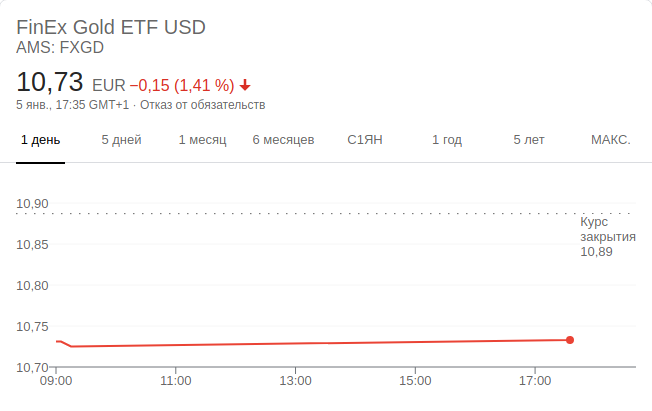 FinEx Gold ETF USD
AMS: FXGD
10,73 EUR −0,15 (1,41 %)
5 янв., 17:35 GMT+1 · Отказ от обязательств
1 день 5 дней 1 месяц 6 месяцев С1ЯН 1 год 5 лет МАКС.
10,90
Курс
закрытия
10,89
10,85
10,80
10,75
10,70
09:00 11:00 13:00 15:00 17:00